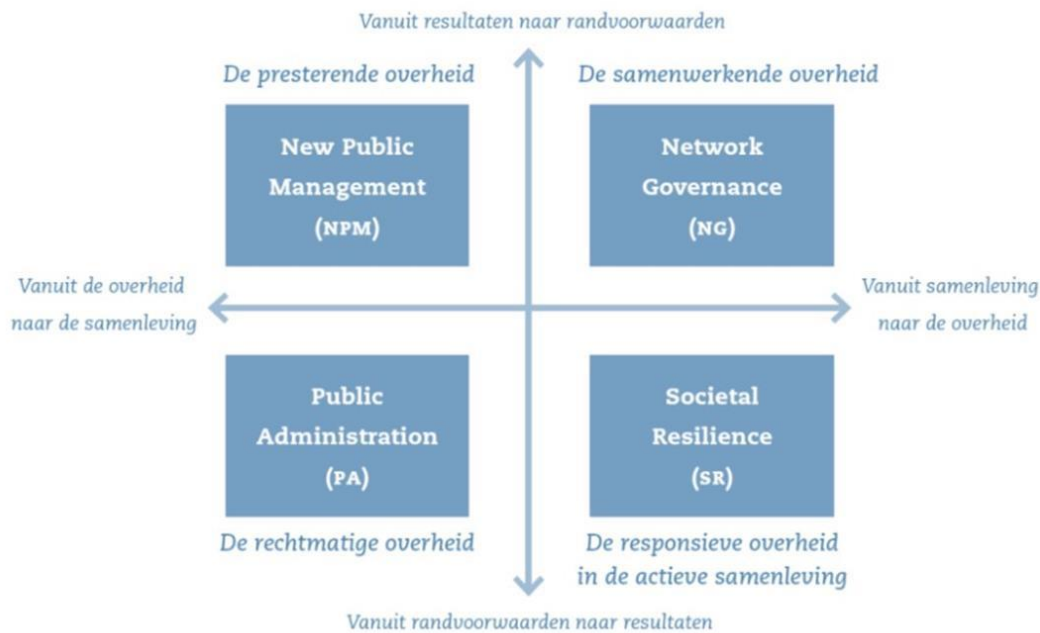 Vanuit resultaten naar randvoorwaarden
De presterende overheid
De samenwerkende overheid
New Public
Management
(NPM)
Network
Governance
(NG)
Vanuit de overheid
naar de samenleving
Vanuit samenleving
naar de overheid
Public
Administration
(PA)
Societal
Resilience
(SR)
De rechtmatige overheid
De responsieve overheid
in de actieve samenleving
Vanuit randvoorwaarden naar resultaten